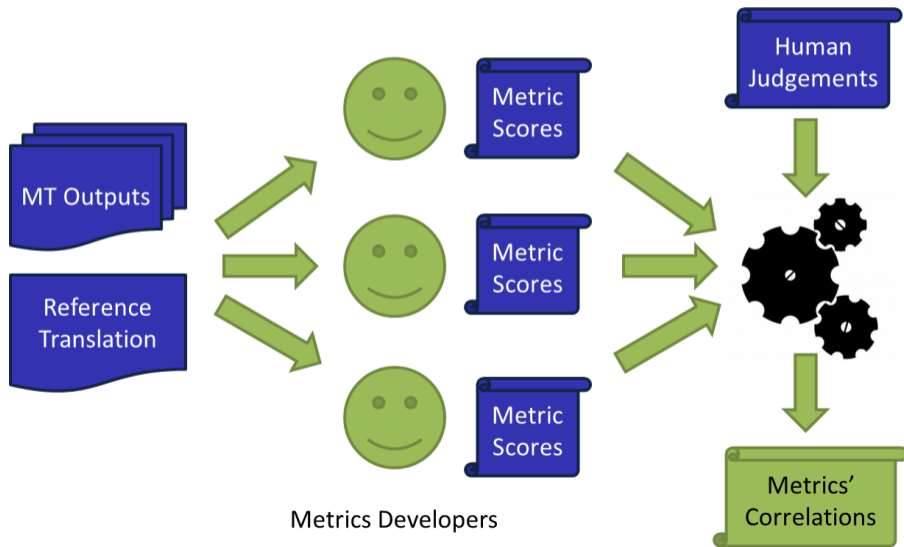 MT Outputs
Reference
Translation
Metric
Scores
Metric
Scores
Metric
Scores
Metrics Developers
Human
Judgements
Metrics’
Correlations